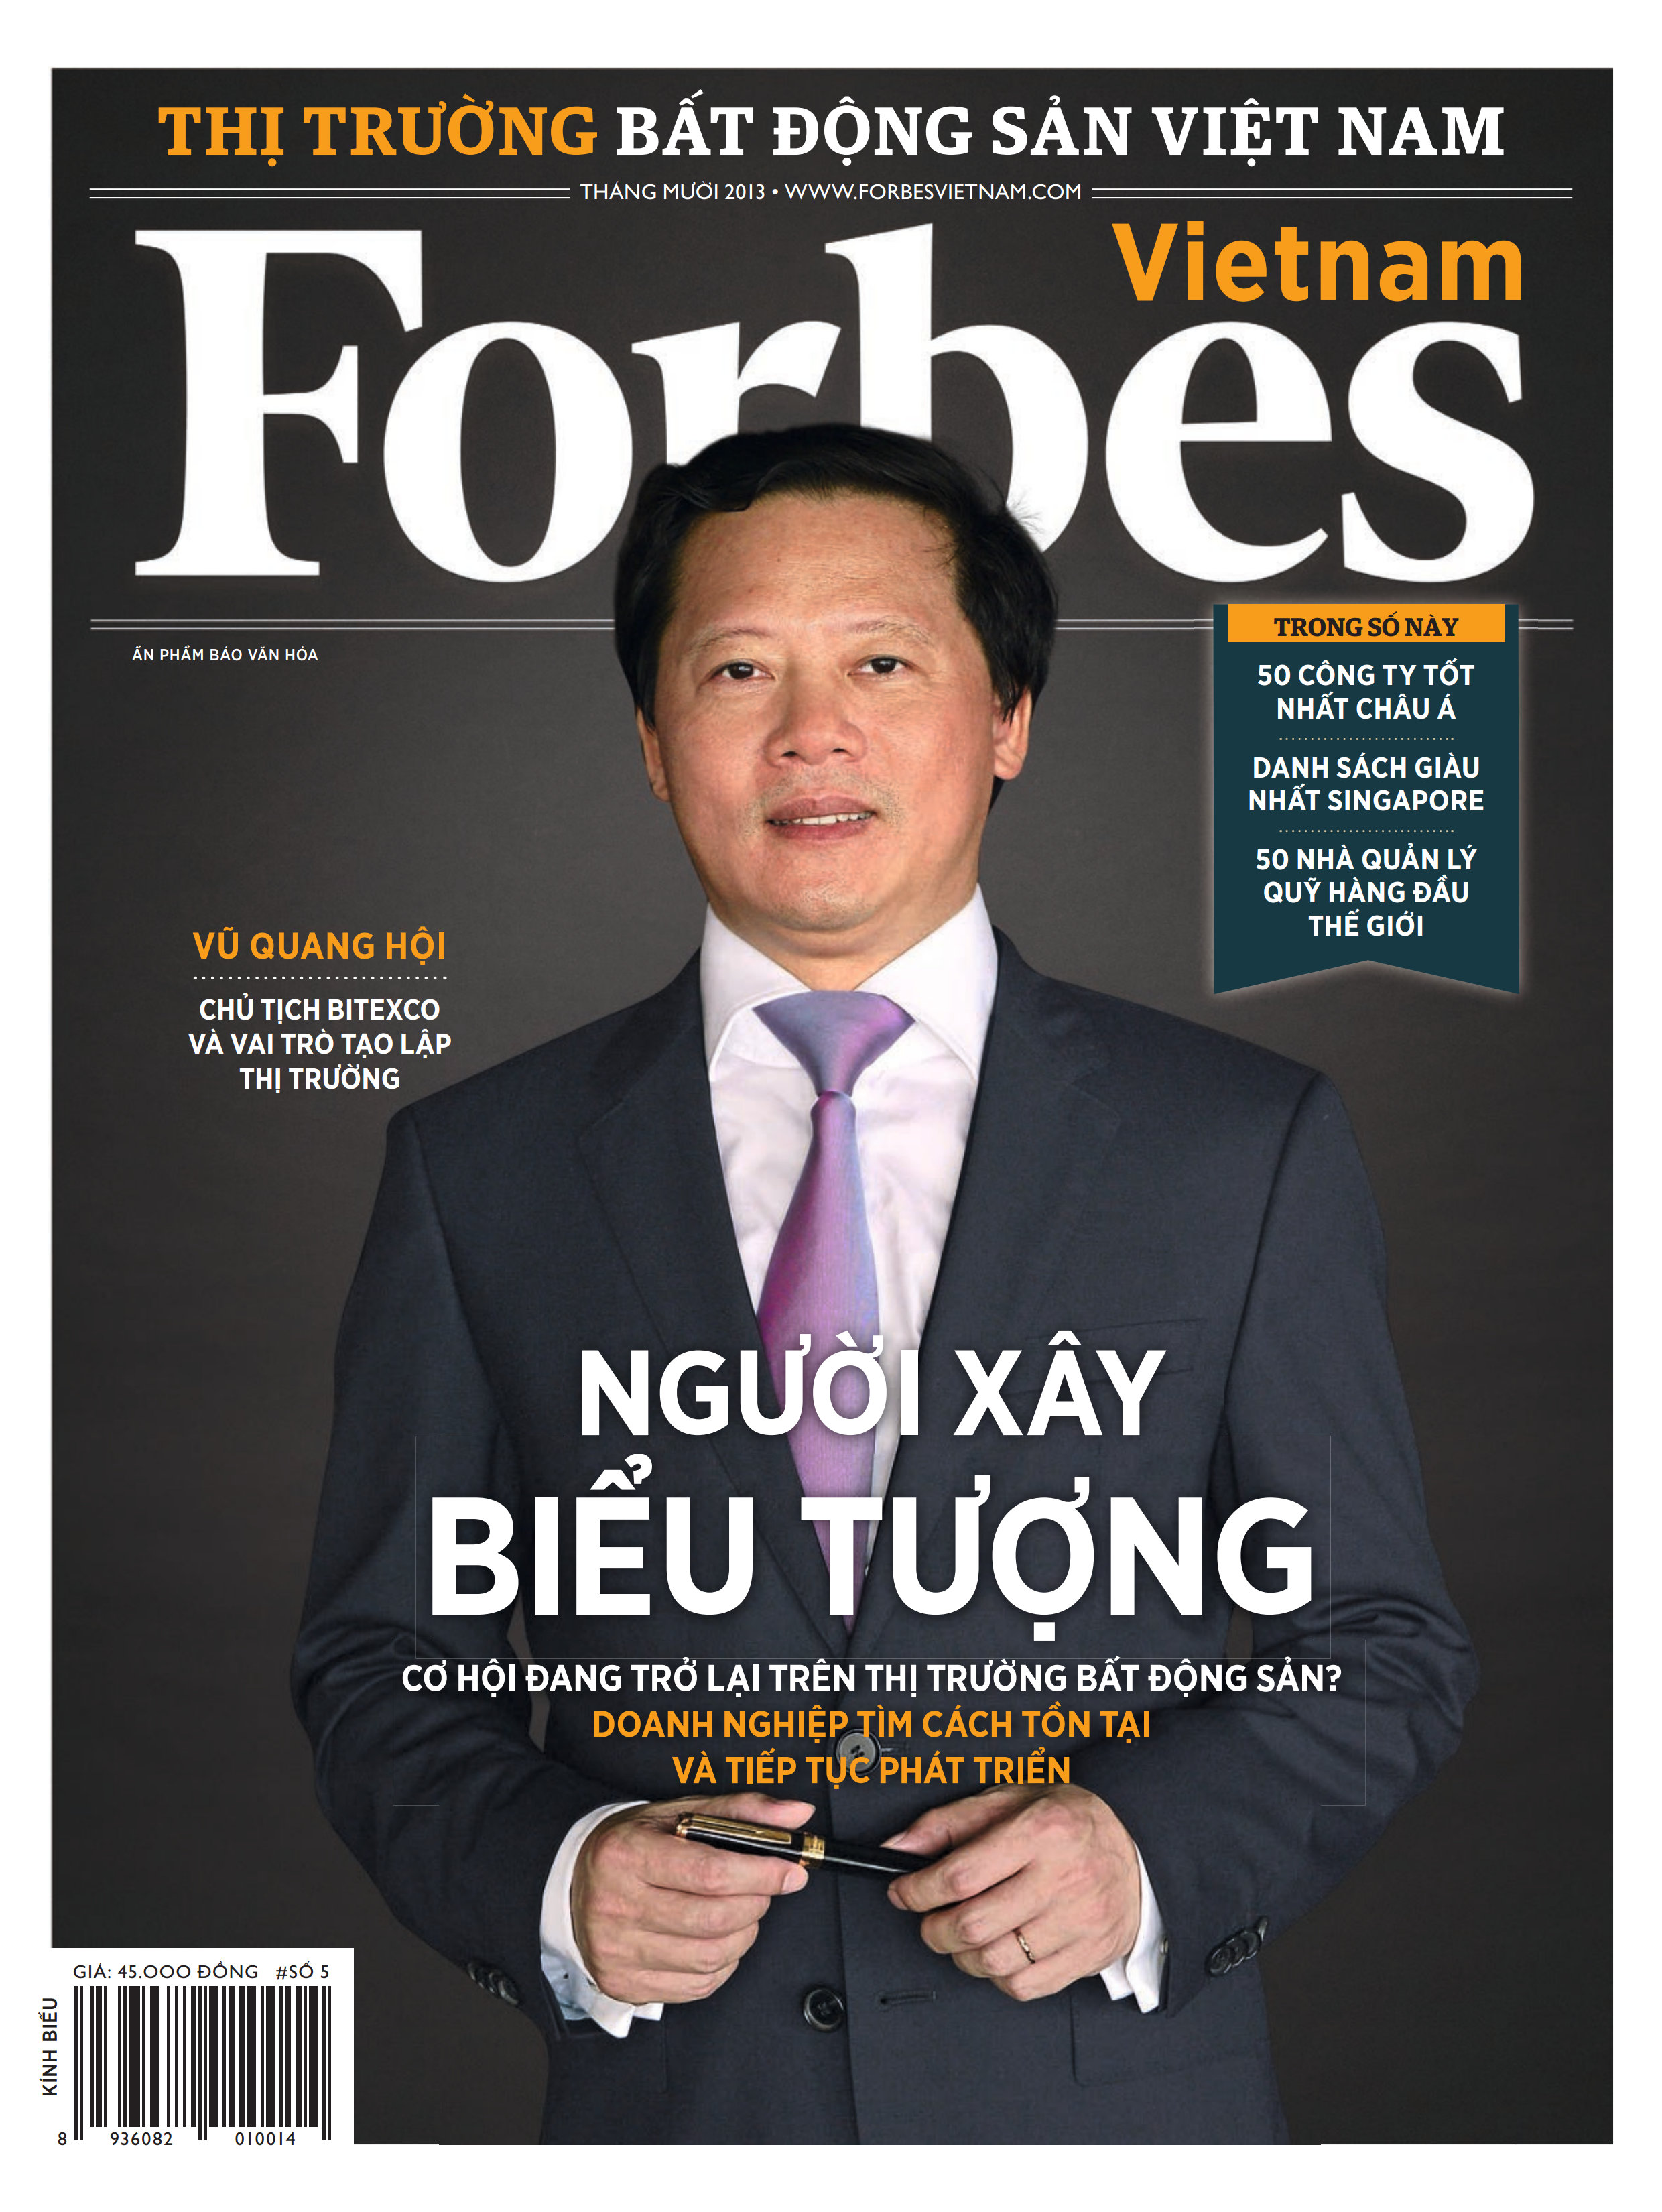 THỊ TRƯỜNG BẤT ĐỘNG SẢN VIỆT NAM
THÁNG MƯỜI 2013 • WWW.FORBESVIETNAM.COM
Vietnam
Forbes
ẤN PHẨM BÁO VĂN HÓA
TRONG SỐ NÀY
50 CÔNG TY TỐT
NHẤT CHÂU Á
DANH SÁCH GIÀU
NHẤT SINGAPORE
50 NHÀ QUẢN LÝ
QUỸ HÀNG ĐẦU
THẾ GIỚI
VŨ QUANG HỘI
CHỦ TỊCH BITEXCO
VÀ VAI TRÒ TẠO LẬP
THỊ TRƯỜNG
NGƯỜI XÂY
BIỂU TƯỢNG
CƠ HỘI ĐANG TRỞ LẠI TRÊN THỊ TRƯỜNG BẤT ĐỘNG SẢN?
DOANH NGHIỆP TÌM CÁCH TỒN TẠI
VÀ TIẾP TỤC PHÁT TRIỂN
GIÁ: 45.000 ĐỒNG #SỐ 5
KÍNH BIẾU
8 936082 010014